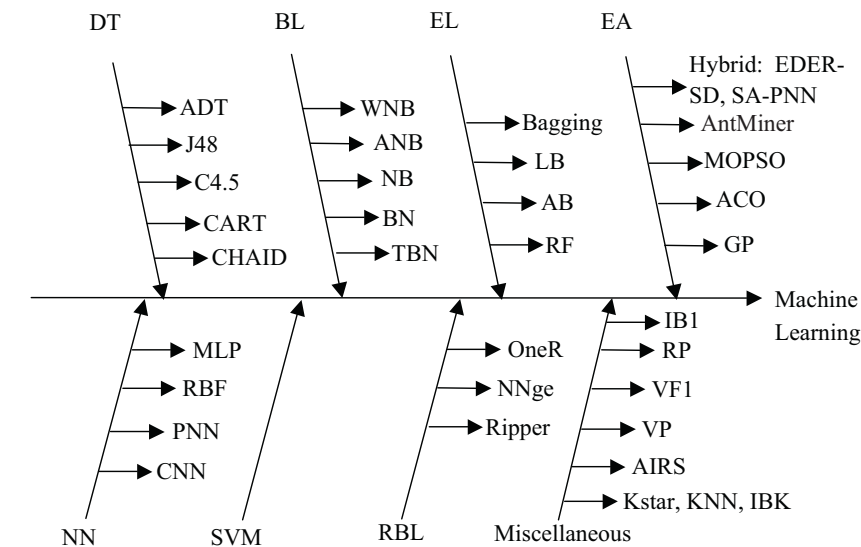 DT
BL
EL
EA
ADT
J48
C4.5
CART
CHAID
WNB
ANB
NB
BN
TBN
Bagging
LB
AB
RF
Hybrid: EDER-
SD, SA-PNN
AntMiner
MOPSO
ACO
GP
Machine
Learning
MLP
RBF
PNN
CNN
OneR
NNge
Ripper
IB1
RP
VF1
VP
AIRS
Kstar, KNN, IBK
NN
SVM
RBL
Miscellaneous